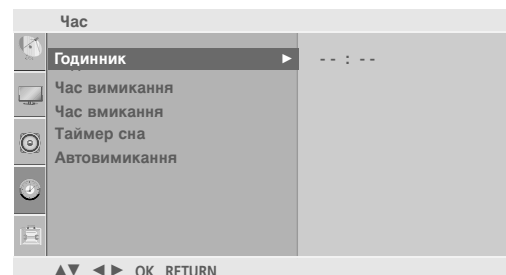 Час
Годинник ► -- : --
Час вимикання
Час вмикання
Таймер сна
Автовимикання
▲▼ ◄► OK RETURN